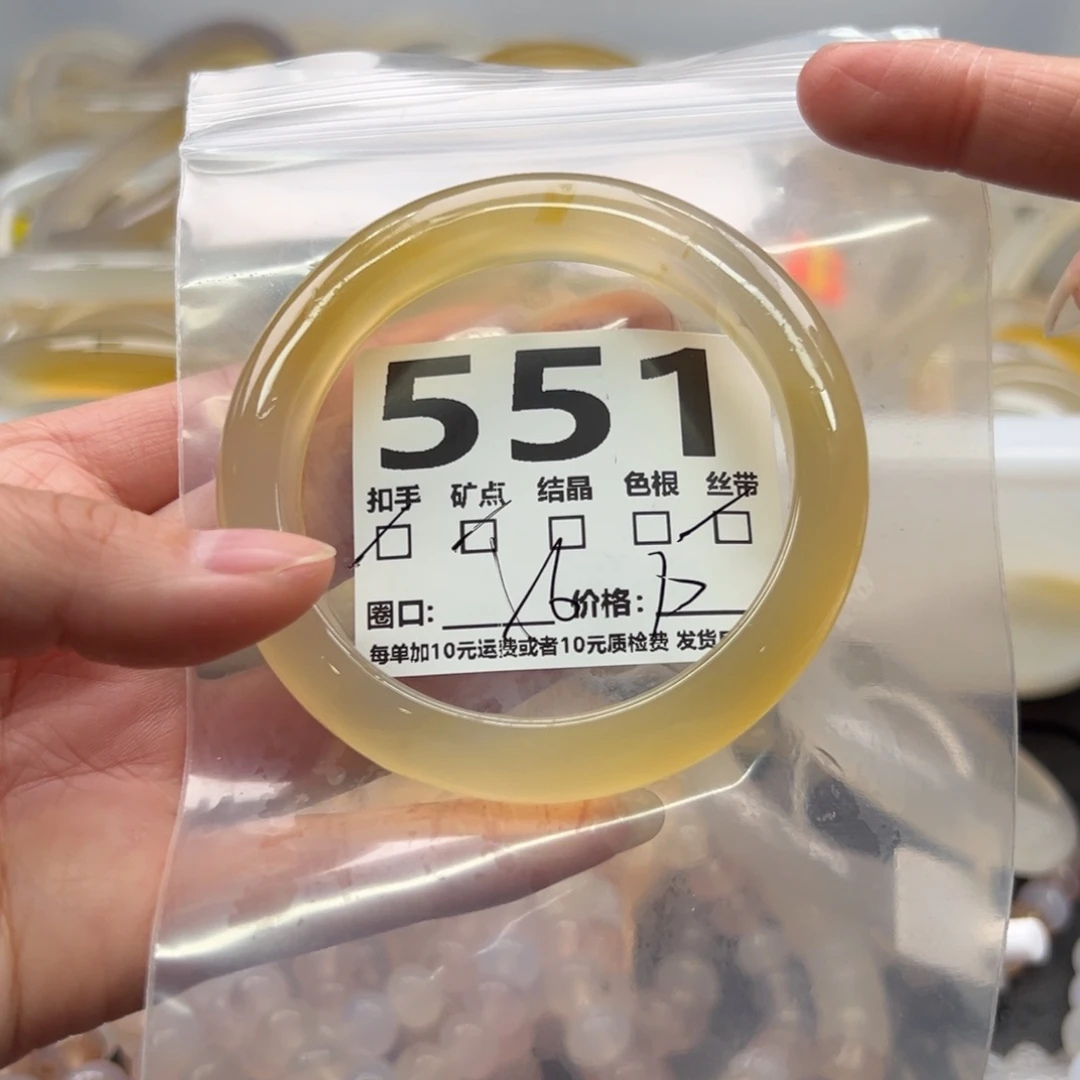 551
扣手 矿点 结晶 色根 丝带
圈口: 价格:
每单加10元运费或者10元质检费 发货